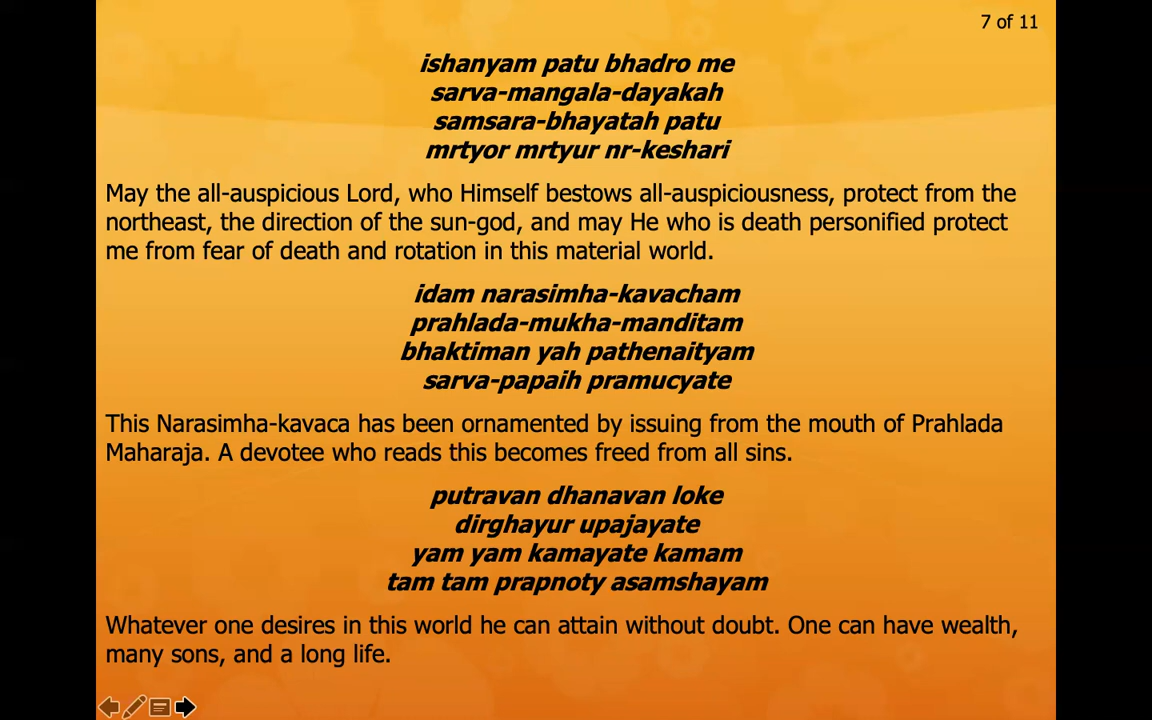 7 of 11
ishanyam patu bhadro me
sarva-mangala-dayakah
samsara-bhayatah patu
mrtyor mrtyur nr-keshari
May the all-auspicious Lord, who Himself bestows all-auspiciousness, protect from the
northeast, the direction of the sun-god, and may He who is death personified protect
me from fear of death and rotation in this material world.
idam narasimha-kavacham
prahlada-mukha-manditam
bhaktiman yah pathenaityam
sarva-papaih pramucyate
This Narasimha-kavaca has been ornamented by issuing from the mouth of Prahlada
Maharaja. A devotee who reads this becomes freed from all sins.
putravan dhanavan loke
dirghayur upajayate
yam yam kamayate kamam
tam tam prapnoty asamshayam
Whatever one desires in this world he can attain without doubt. One can have wealth,
many sons, and a long life.